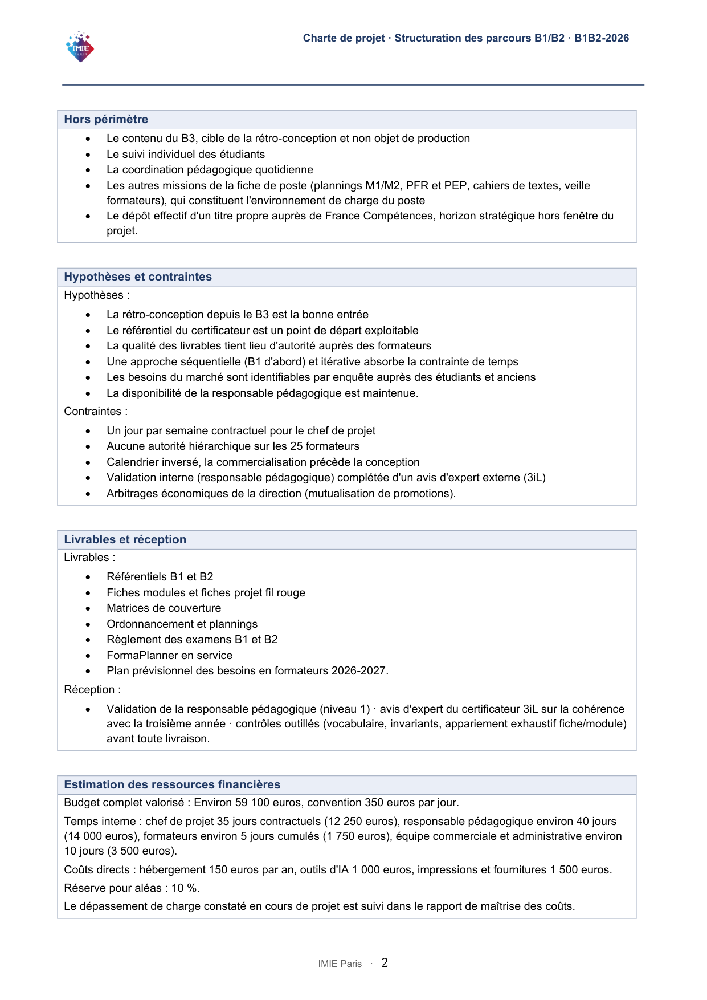 IMIE
PARIS
Charte de projet · Structuration des parcours B1/B2 · B1B2-2026
Hors périmètre
• Le contenu du B3, cible de la rétro-conception et non objet de production
• Le suivi individuel des étudiants
• La coordination pédagogique quotidienne
• Les autres missions de la fiche de poste (plannings M1/M2, PFR et PEP, cahiers de textes, veille
formateurs), qui constituent l'environnement de charge du poste
• Le dépôt effectif d'un titre propre auprès de France Compétences, horizon stratégique hors fenêtre du
projet.
Hypothèses et contraintes
Hypothèses :
• La rétro-conception depuis le B3 est la bonne entrée
• Le référentiel du certificateur est un point de départ exploitable
• La qualité des livrables tient lieu d'autorité auprès des formateurs
• Une approche séquentielle (B1 d'abord) et itérative absorbe la contrainte de temps
• Les besoins du marché sont identifiables par enquête auprès des étudiants et anciens
• La disponibilité de la responsable pédagogique est maintenue.
Contraintes :
• Un jour par semaine contractuel pour le chef de projet
• Aucune autorité hiérarchique sur les 25 formateurs
• Calendrier inversé, la commercialisation précède la conception
• Validation interne (responsable pédagogique) complétée d'un avis d'expert externe (3iL)
• Arbitrages économiques de la direction (mutualisation de promotions).
Livrables et réception
Livrables :
• Référentiels B1 et B2
• Fiches modules et fiches projet fil rouge
• Matrices de couverture
• Ordonnancement et plannings
• Règlement des examens B1 et B2
• FormaPlanner en service
• Plan prévisionnel des besoins en formateurs 2026-2027.
Réception :
• Validation de la responsable pédagogique (niveau 1) · avis d'expert du certificateur 3iL sur la cohérence
avec la troisième année · contrôles outillés (vocabulaire, invariants, appariement exhaustif fiche/module)
avant toute livraison.
Estimation des ressources financières
Budget complet valorisé : Environ 59 100 euros, convention 350 euros par jour.
Temps interne : chef de projet 35 jours contractuels (12 250 euros), responsable pédagogique environ 40 jours
(14 000 euros), formateurs environ 5 jours cumulés (1 750 euros), équipe commerciale et administrative environ
10 jours (3 500 euros).
Coûts directs : hébergement 150 euros par an, outils d'IA 1 000 euros, impressions et fournitures 1 500 euros.
Réserve pour aléas : 10 %.
Le dépassement de charge constaté en cours de projet est suivi dans le rapport de maîtrise des coûts.
IMIE Paris · 2